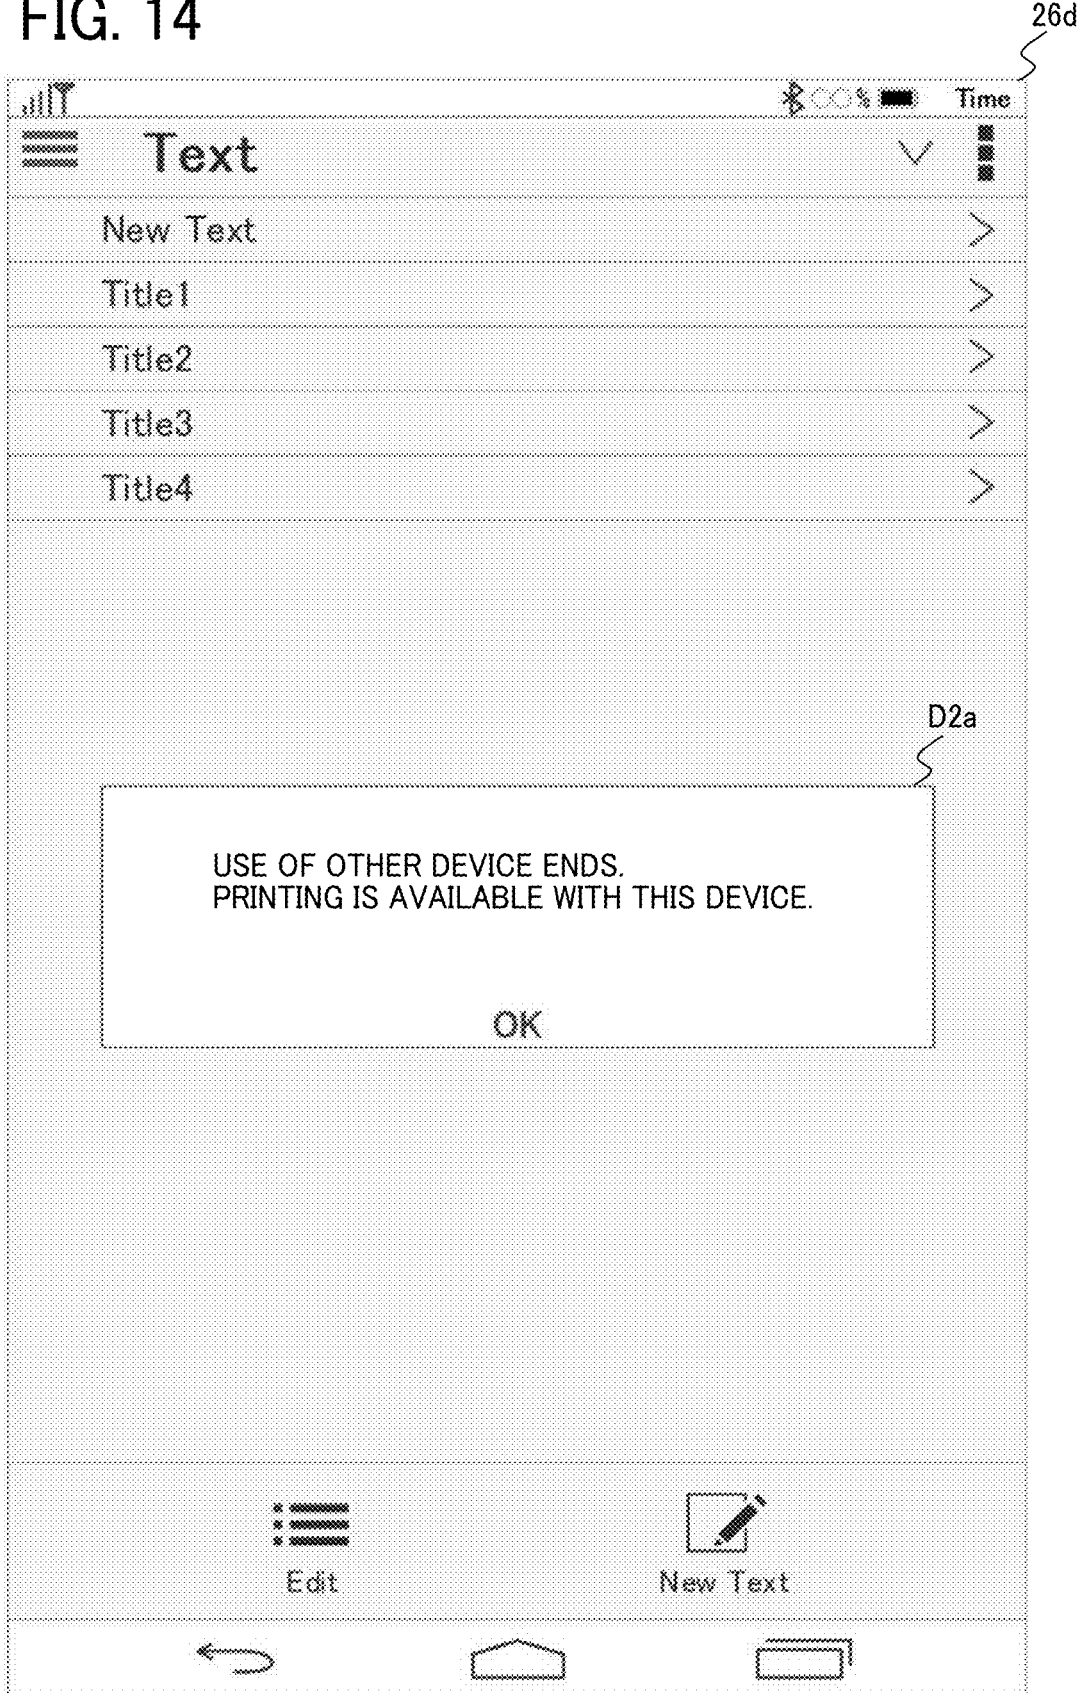 FIG. 14
26d
% Time
Text
New Text
Title1
Title2
Title3
Title4
D2a
USE OF OTHER DEVICE ENDS.
PRINTING IS AVAILABLE WITH THIS DEVICE.
OK
Edit New Text